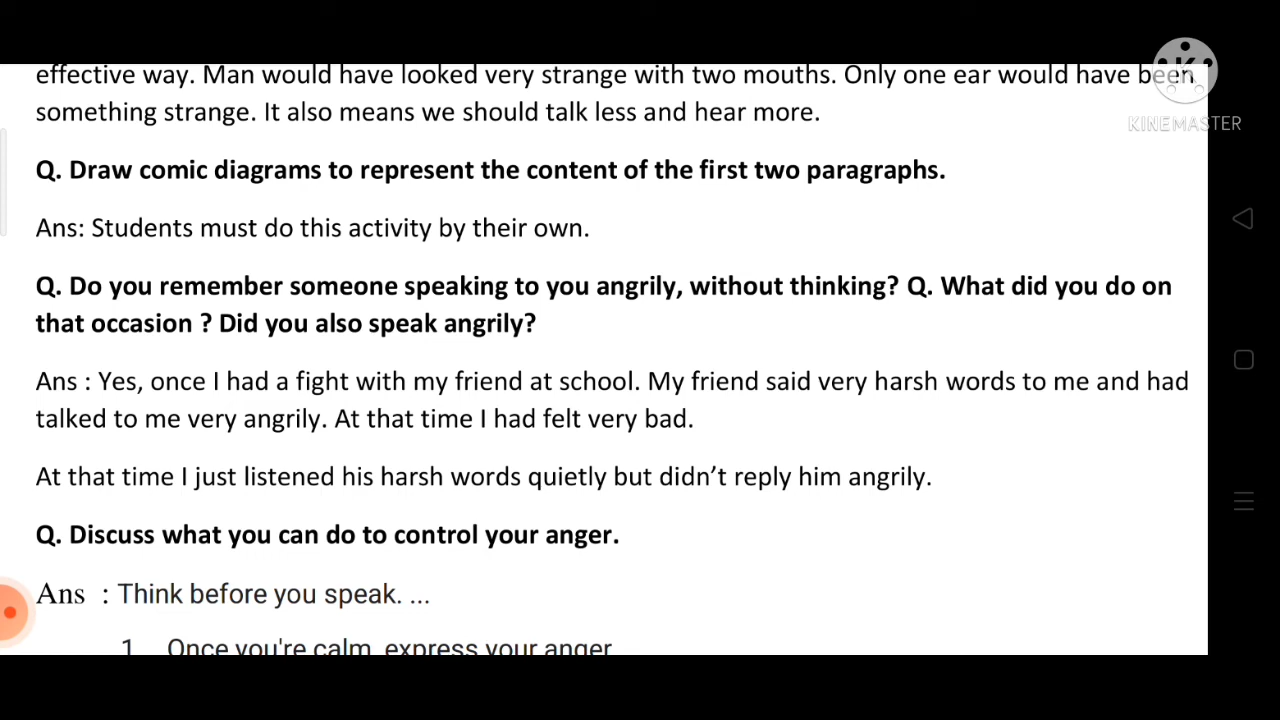 effective way. Man would have looked very strange with two mouths. Only one ear would have been
something strange. It also means we should talk less and hear more.
KINEMASTER
Q. Draw comic diagrams to represent the content of the first two paragraphs.
Ans: Students must do this activity by their own.
Q. Do you remember someone speaking to you angrily, without thinking? Q. What did you do on
that occasion ? Did you also speak angrily?
Ans : Yes, once I had a fight with my friend at school. My friend said very harsh words to me and had
talked to me very angrily. At that time I had felt very bad.
At that time I just listened his harsh words quietly but didn’t reply him angrily.
Q. Discuss what you can do to control your anger.
Ans : Think before you speak. ...
1. Once you're calm, express your anger.